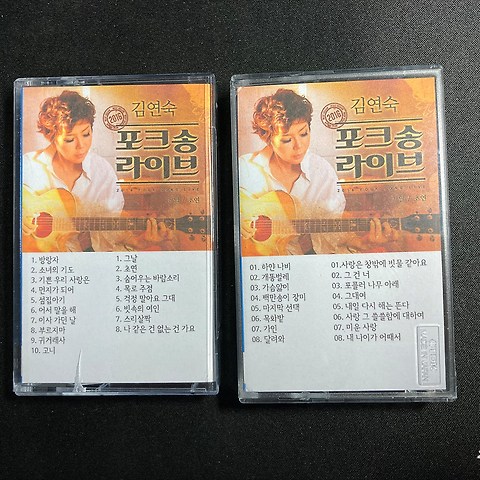 2016
김연숙
포크송
라이브
1. 방랑자
2. 소녀의 기도
3. 기쁜 우리 사랑은
4. 먼지가 되어
5. 섬집아기
6. 어서 말을 해
7. 이사 가던 날
8. 부르지마
9. 귀거래사
10. 고니
1. 그날
2. 초연
3. 숨어우는 바람소리
4. 목로 주점
5. 걱정 말아요 그대
6. 빗속의 여인
7. 스리살짝
8. 나 같은 건 없는 건 가요
2016
김연숙
포크송
라이브
01. 하얀 나비
02. 개똥벌레
03. 가슴앓이
04. 백만송이 장미
05. 마지막 선택
06. 목화밭
07. 가인
08. 달려와
01.사랑은 창밖에 빗물 같아요
02. 그 건 너
03. 포플러 나무 아래
04. 그대여
05. 내일 다시 해는 뜬다
06. 사랑 그 쓸쓸함에 대하여
07. 미운 사랑
08. 내 나이가 어때서